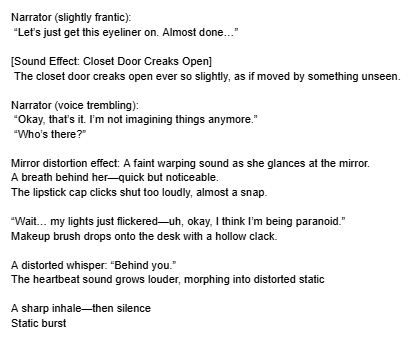 Narrator (slightly frantic):
“Let’s just get this eyeliner on. Almost done…”
[Sound Effect: Closet Door Creaks Open]
The closet door creaks open ever so slightly, as if moved by something unseen.
Narrator (voice trembling):
“Okay, that’s it. I’m not imagining things anymore.”
“Who’s there?”
Mirror distortion effect: A faint warping sound as she glances at the mirror.
A breath behind her—quick but noticeable.
The lipstick cap clicks shut too loudly, almost a snap.
“Wait… my lights just flickered—uh, okay, I think I’m being paranoid.”
Makeup brush drops onto the desk with a hollow clack.
A distorted whisper: “Behind you.”
The heartbeat sound grows louder, morphing into distorted static
A sharp inhale—then silence
Static burst